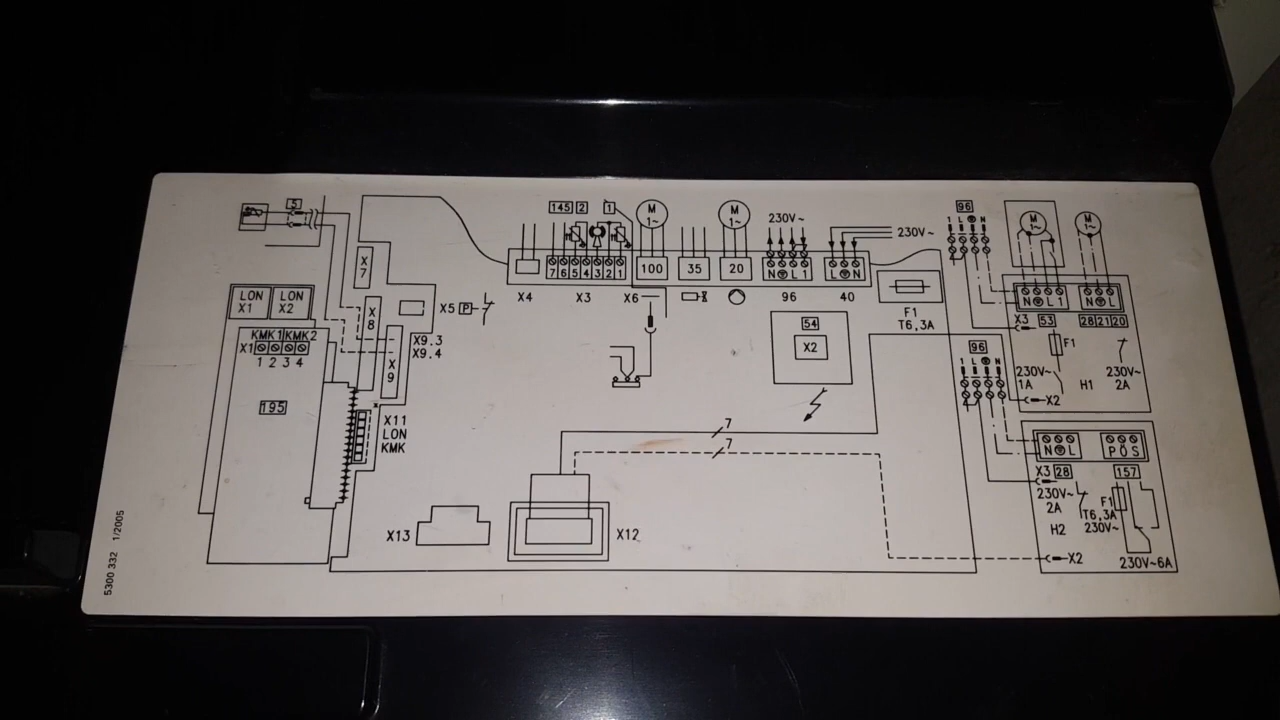 5
145 2
1
M
1~
M
1~
230V~
230V~
96
1 L N
M
1~
M
1~
7 6 5 4 3 2 1
100
35
20
N L 1
L N
X4
X3
X6
96
40
F1
T6,3A
X7
LON
X1
LON
X2
X8
X5 P
X9.3
X9.4
X9
KMK1 KMK2
X1
1 2 3 4
195
X11
LON
KMK
54
X2
N L 1
N L
X3 53
28 21 20
F1
230V~
1A
H1
230V~
2A
X2
96
1 L N
7
7
N L
P Ö S
X3 28
157
230V~
2A
F1
T6,3A
230V~
H2
X2
230V~6A
X13
X12
5300 332 1/2005